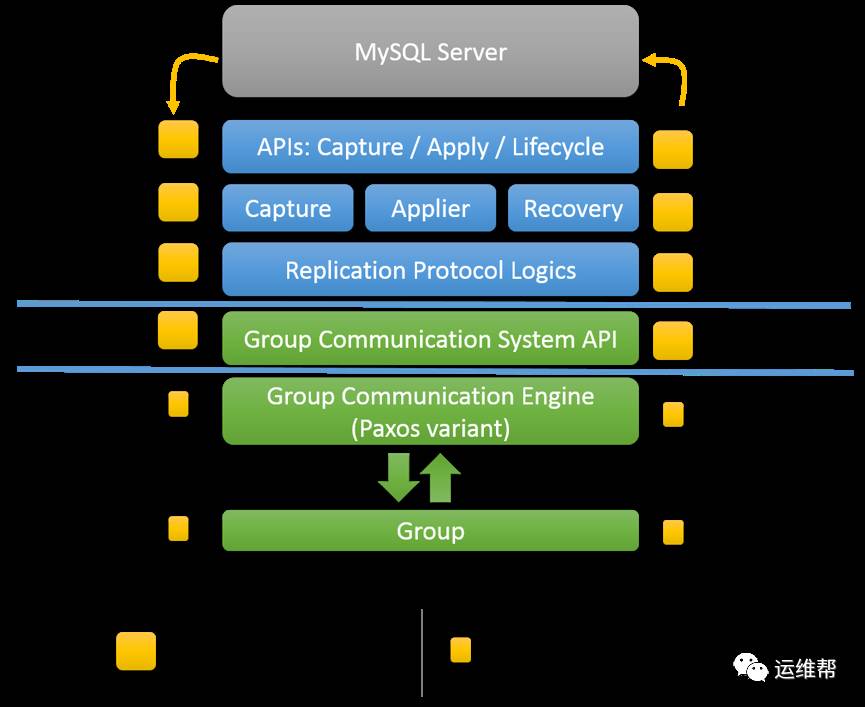 MySQL Server
APIs: Capture / Apply / Lifecycle
Capture
Applier
Recovery
Replication Protocol Logics
Group Communication System API
Group Communication Engine
(Paxos variant)
Group
运维帮